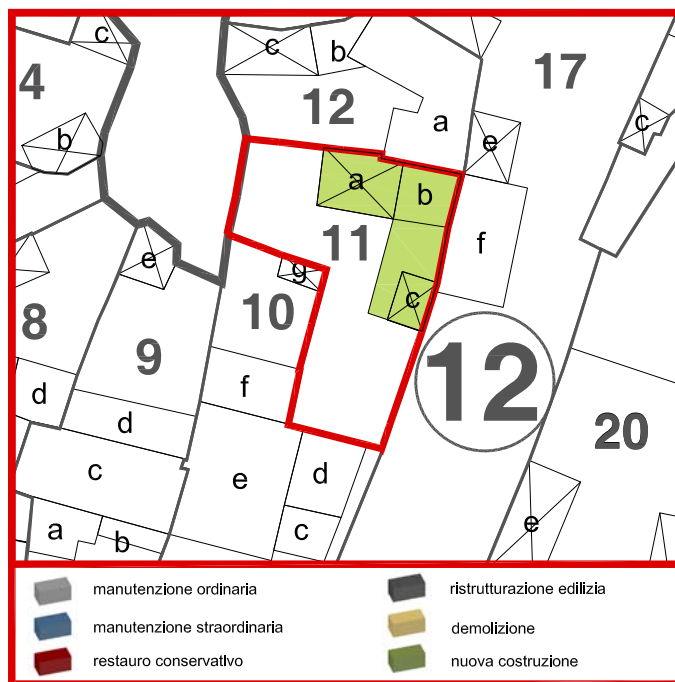 c
c
b
4
12
17
a
c
b
e
a
b
11
f
e
g
c
10
8
9
12
f
d
d
20
c
e
d
a
b
c
e
manutenzione ordinaria
ristrutturazione edilizia
manutenzione straordinaria
demolizione
restauro conservativo
nuova costruzione